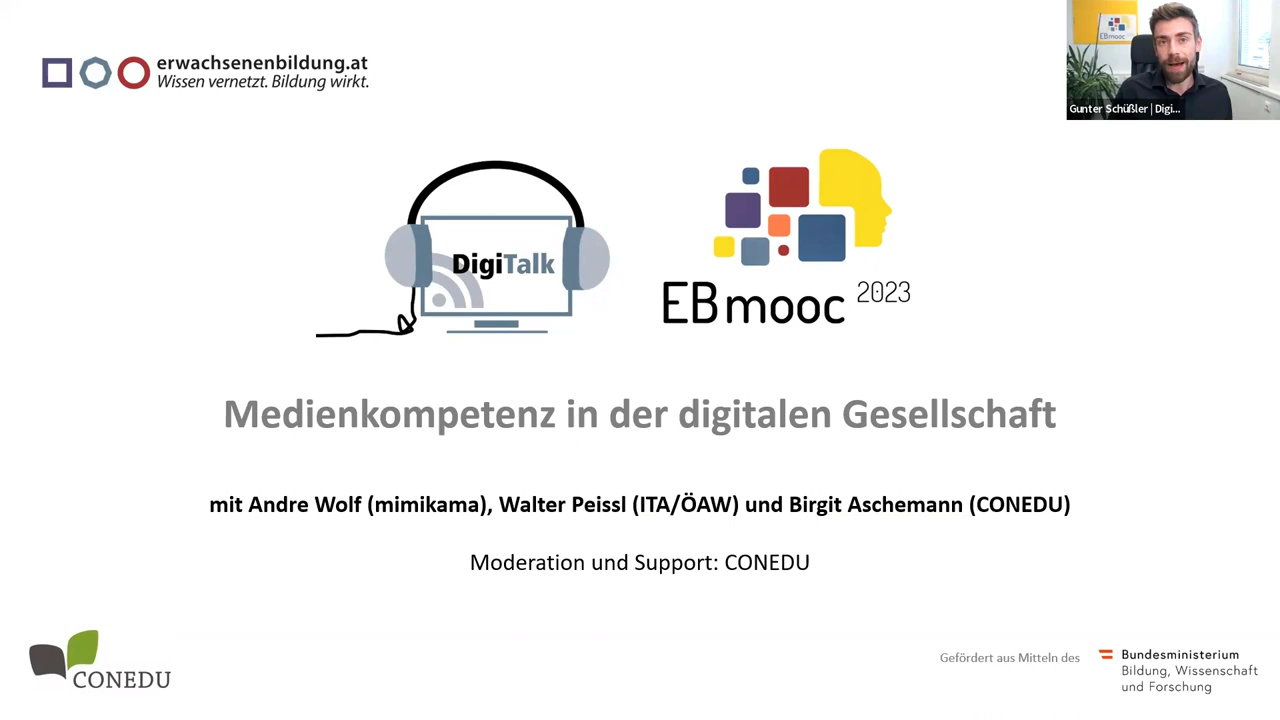 erwachsenenbildung.at
Wissen vernetzt. Bildung wirkt.
EBmooc
Gunter Schüßler | Digi...
DigiTalk
EBmooc 2023
Medienkompetenz in der digitalen Gesellschaft
mit Andre Wolf (mimikama), Walter Peissl (ITA/ÖAW) und Birgit Aschemann (CONEDU)
Moderation und Support: CONEDU
CONEDU
Gefördert aus Mitteln des
Bundesministerium
Bildung, Wissenschaft
und Forschung